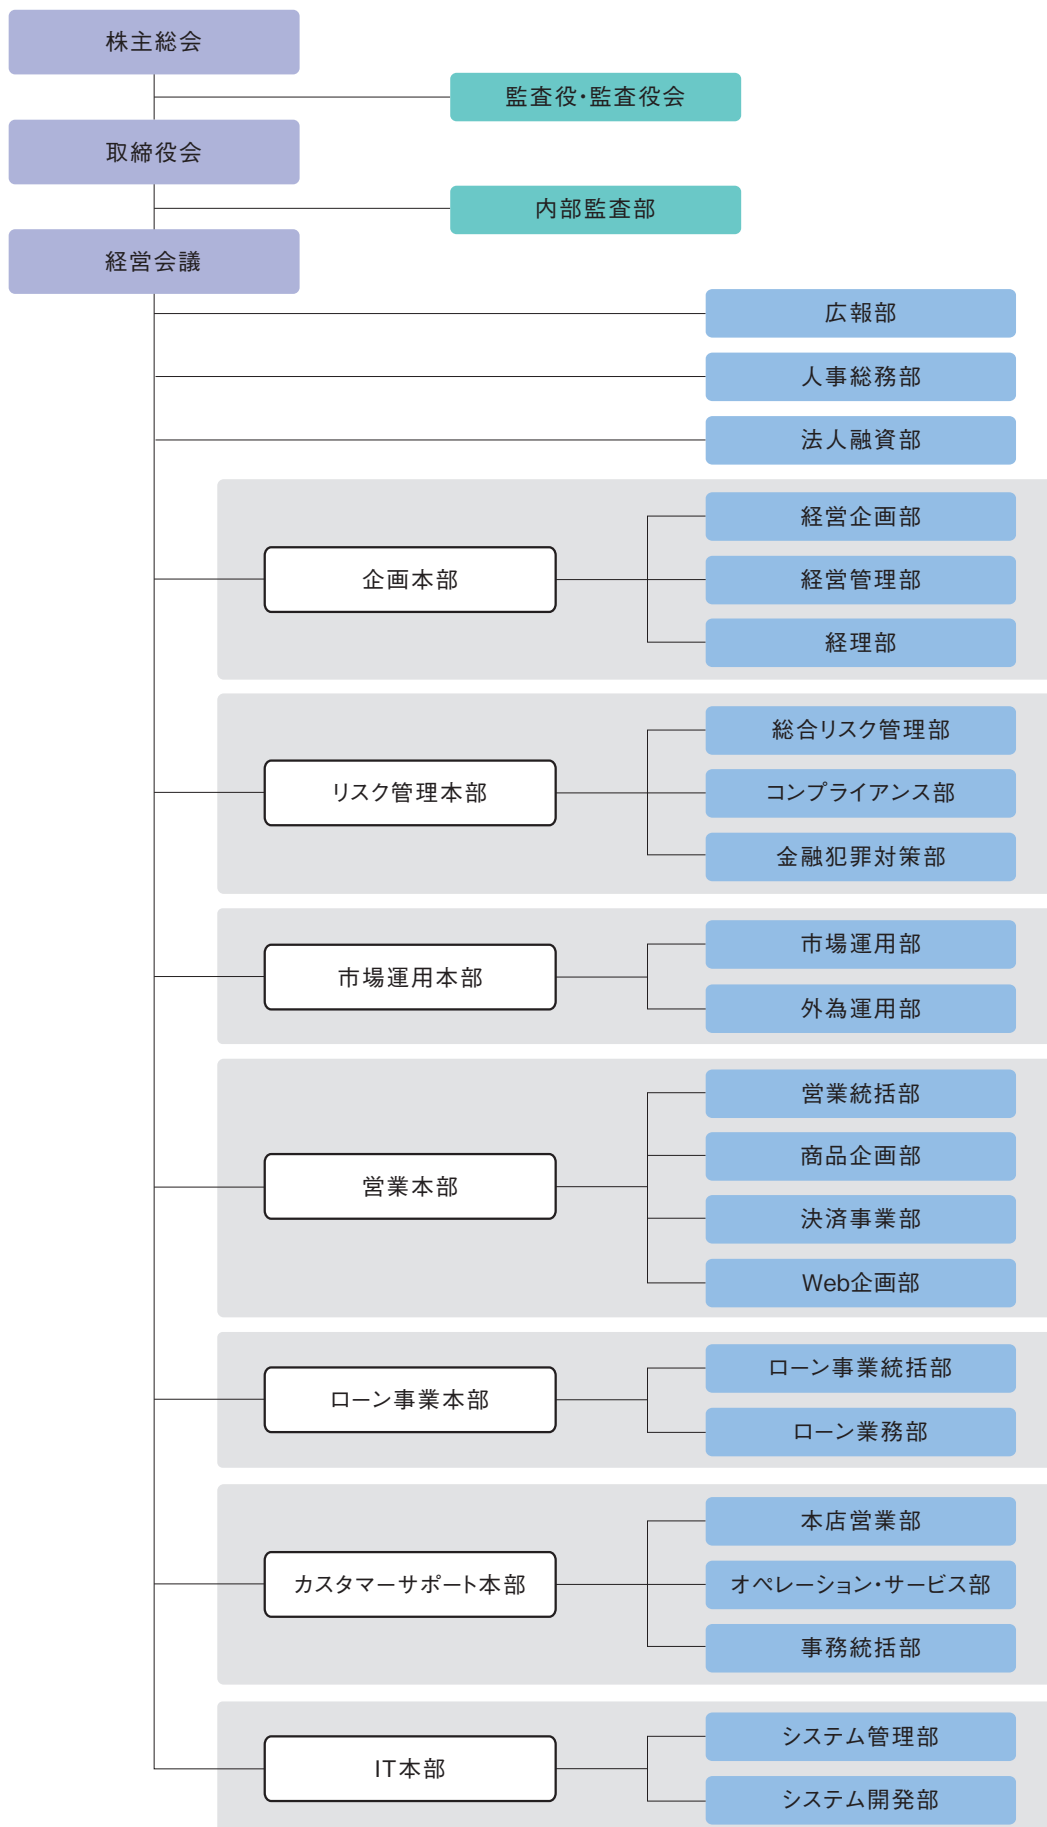 株主総会
監査役・監査役会
取締役会
内部監査部
経営会議
広報部
人事総務部
法人融資部
企画本部
経営企画部
経営管理部
経理部
リスク管理本部
総合リスク管理部
コンプライアンス部
金融犯罪対策部
市場運用本部
市場運用部
外為運用部
営業本部
営業統括部
商品企画部
決済事業部
Web企画部
ローン事業本部
ローン事業統括部
ローン業務部
カスタマーサポート本部
本店営業部
オペレーション・サービス部
事務統括部
IT本部
システム管理部
システム開発部